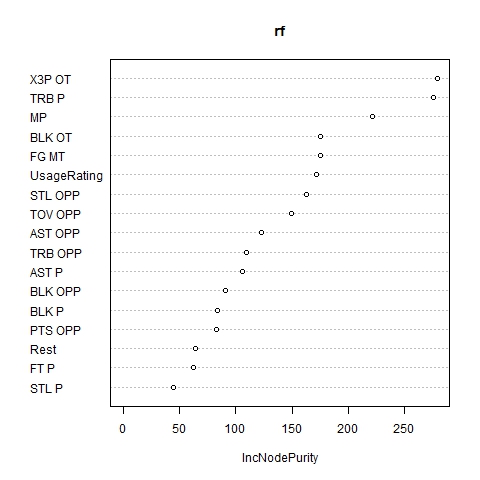 rf
X3P OT
TRB P
MP
BLK OT
FG MT
UsageRating
STL OPP
TOV OPP
AST OPP
TRB OPP
AST P
BLK OPP
BLK P
PTS OPP
Rest
FT P
STL P
0 50 100 150 200 250
IncNodePurity